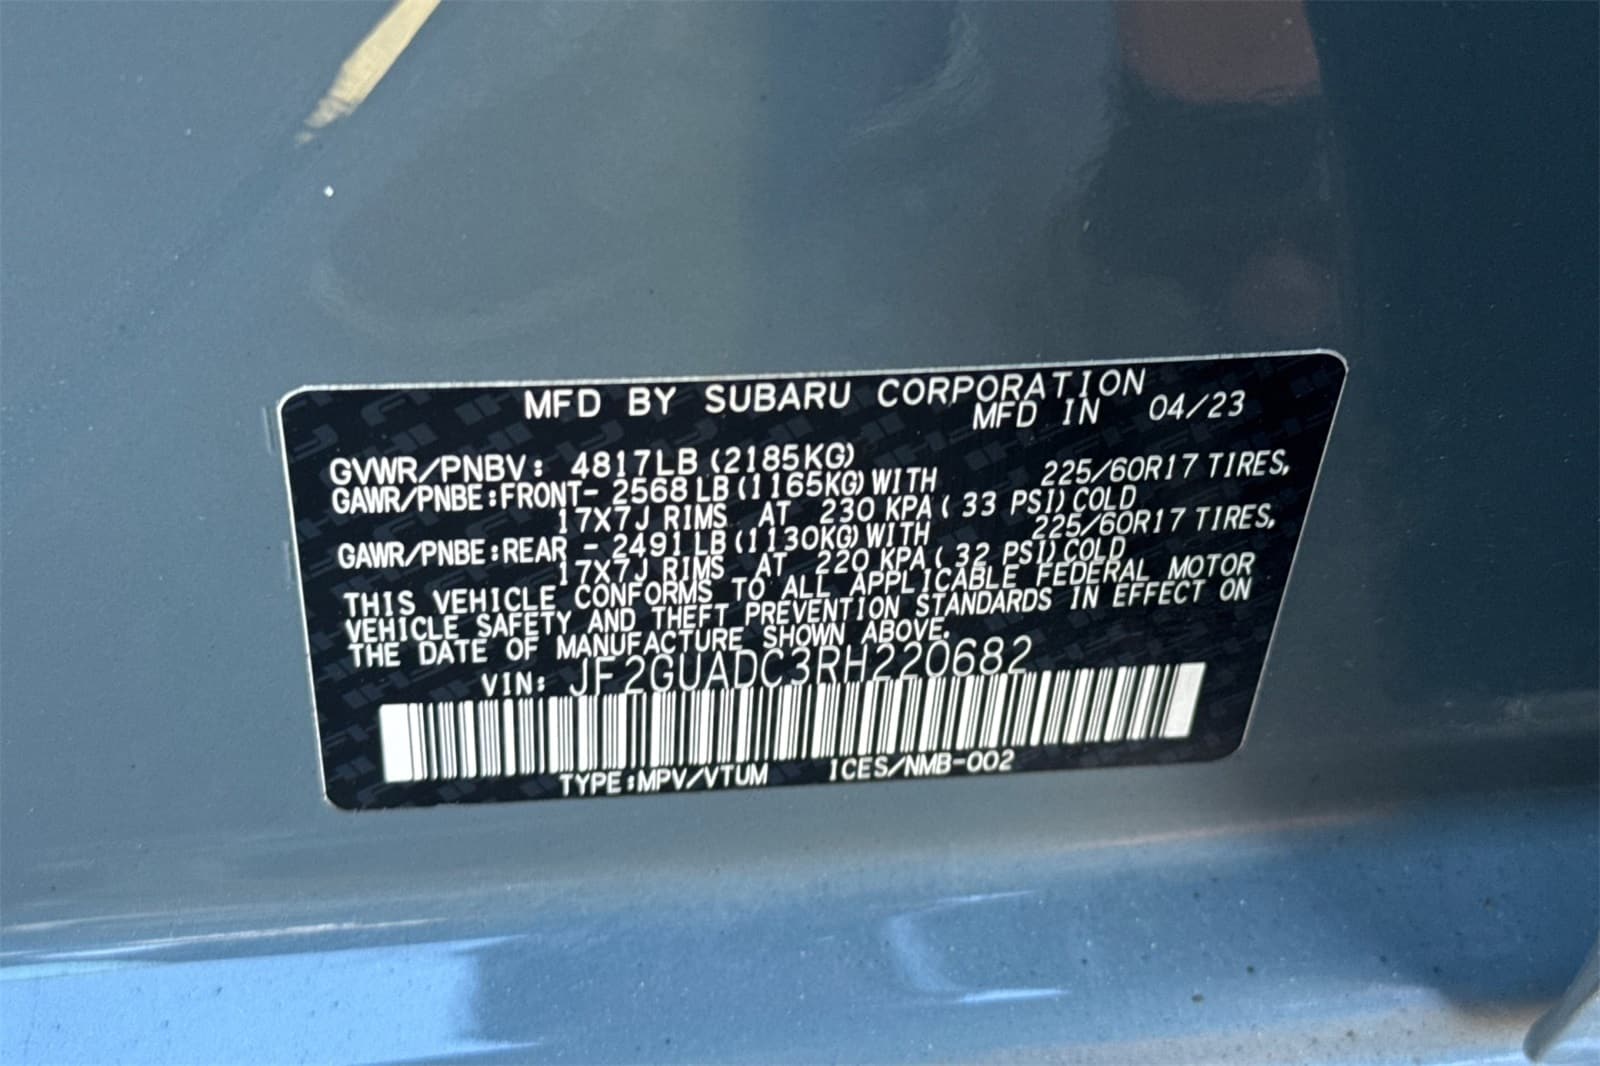 MFD BY SUBARU CORPORATION
MFD IN 04/23
GVWR/PNBV: 4817LB (2185KG)
GAWR/PNBE:FRONT- 2568 LB (1165KG) WITH 225/60R17 TIRES,
17X7J RIMS AT 230 KPA ( 33 PSI) COLD
GAWR/PNBE:REAR - 2491 LB (1130KG) WITH 225/60R17 TIRES,
17X7J RIMS AT 220 KPA ( 32 PSI) COLD
THIS VEHICLE CONFORMS TO ALL APPLICABLE FEDERAL MOTOR
VEHICLE SAFETY AND THEFT PREVENTION STANDARDS IN EFFECT ON
THE DATE OF MANUFACTURE SHOWN ABOVE.
VIN: JF2GUADC3RH220682
TYPE:MPV/VTUM ICES/NMB-002